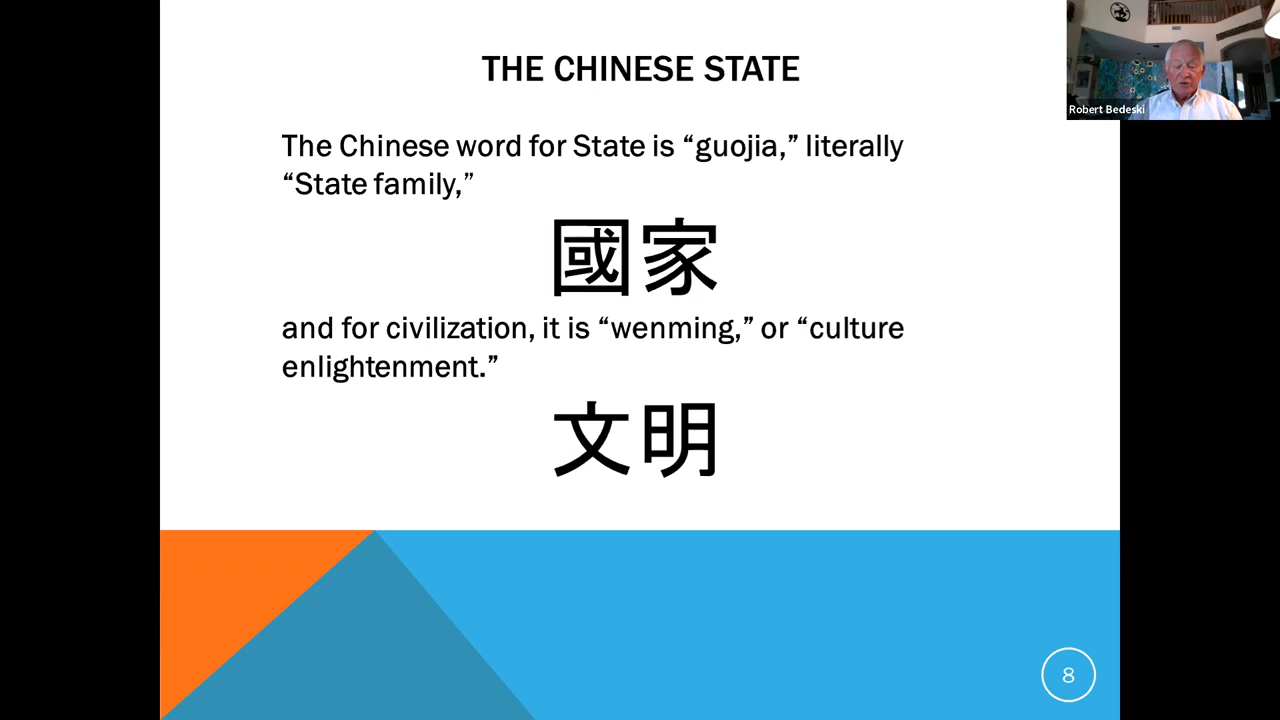 THE CHINESE STATE
The Chinese word for State is “guojia,” literally
“State family,”
國家
and for civilization, it is “wenming,” or “culture
enlightenment.”
文明
8
Robert Bedeski